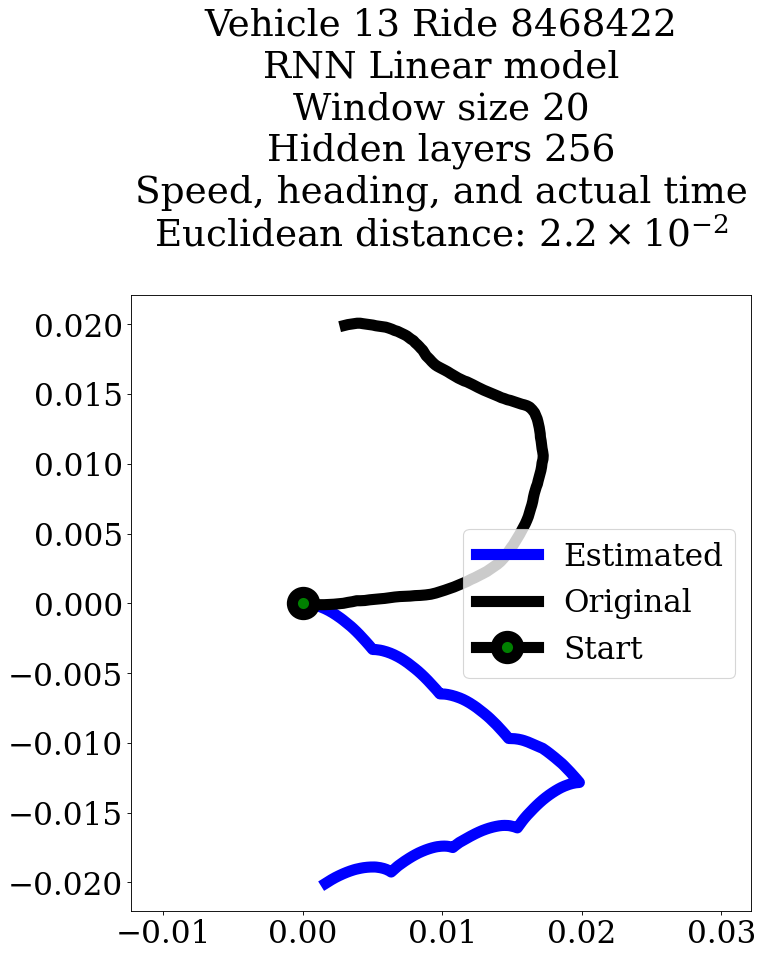 Vehicle 13 Ride 8468422
RNN Linear model
Window size 20
Hidden layers 256
Speed, heading, and actual time
Euclidean distance: 2.2 × 10⁻²
0.020
0.015
0.010
0.005
0.000
−0.005
−0.010
−0.015
−0.020
Estimated
Original
Start
−0.01
0.00
0.01
0.02
0.03